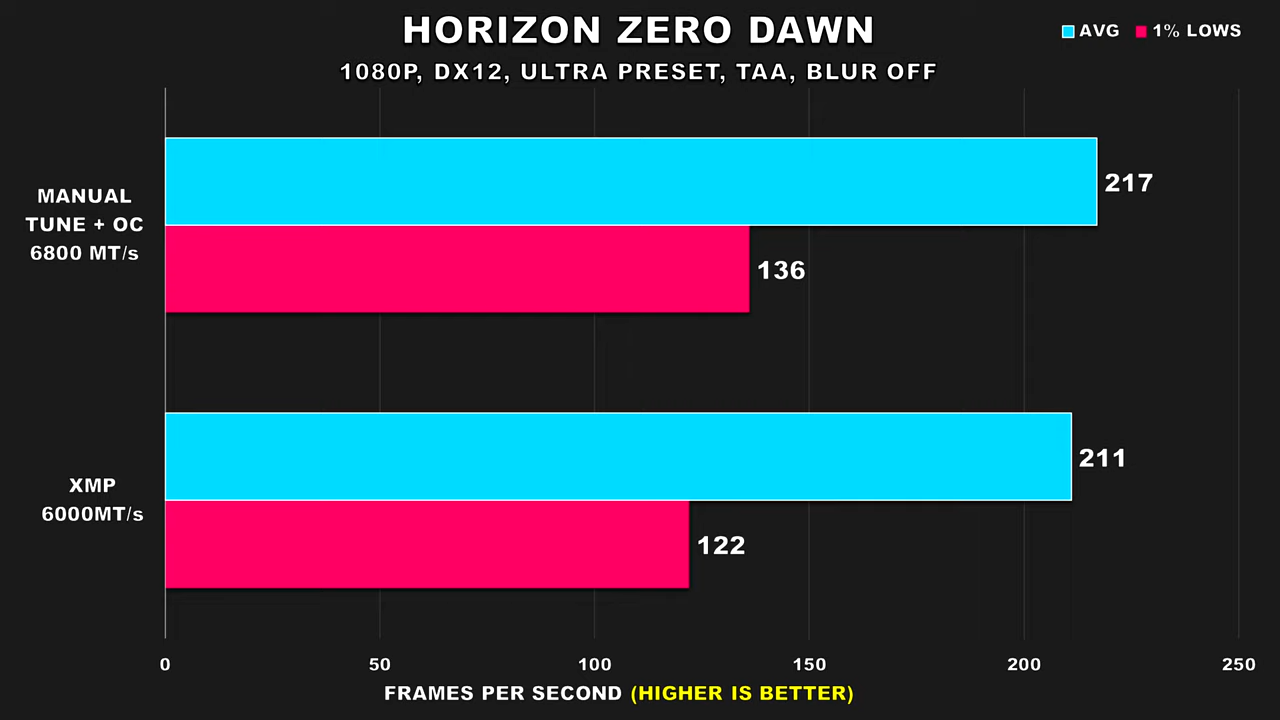 HORIZON ZERO DAWN
1080P, DX12, ULTRA PRESET, TAA, BLUR OFF
AVG 1% LOWS
MANUAL
TUNE + OC
6800 MT/s
217
136
XMP
6000MT/s
211
122
0 50 100 150 200 250
FRAMES PER SECOND (HIGHER IS BETTER)